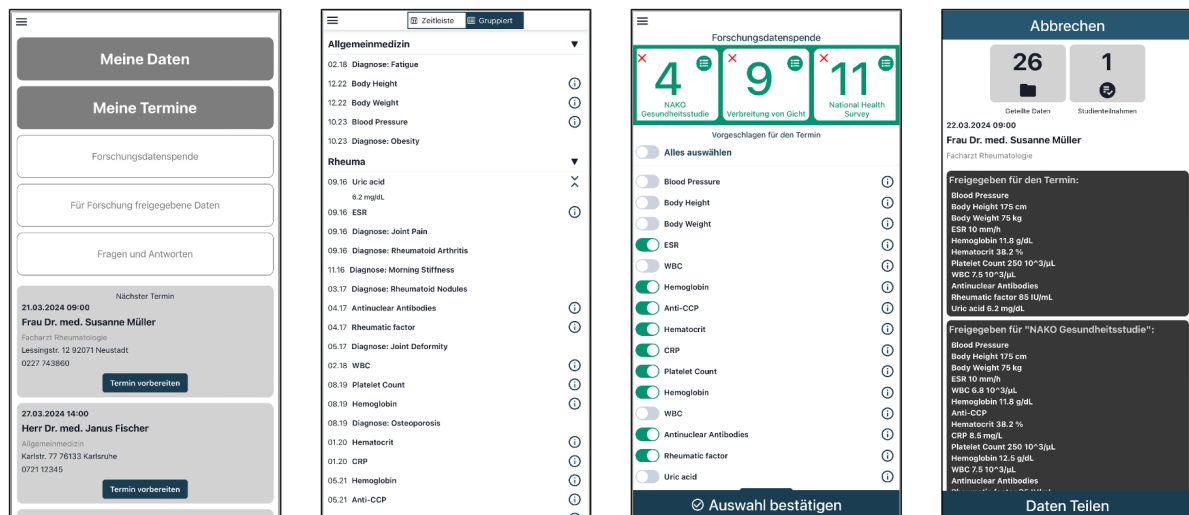 Meine Daten
Meine Termine
Forschungsdatenspende
Für Forschung freigegebene Daten
Fragen und Antworten
Nächster Termin
21.03.2024 09:00
Frau Dr. med. Susanne Müller
Facharzt Rheumatologie
Lessingstr. 12 92071 Neustadt
0227 743860
Termin vorbereiten
27.03.2024 14:00
Herr Dr. med. Janus Fischer
Allgemeinmedizin
Karlstr. 77 76133 Karlsruhe
0721 12345
Termin vorbereiten
Zeitleiste Gruppiert
Allgemeinmedizin
02.18 Diagnose: Fatigue
12.22 Body Height
12.22 Body Weight
10.23 Blood Pressure
10.23 Diagnose: Obesity
Rheuma
09.16 Uric acid
6.2 mg/dL
09.16 ESR
09.16 Diagnose: Joint Pain
09.16 Diagnose: Rheumatoid Arthritis
11.16 Diagnose: Morning Stiffness
03.17 Diagnose: Rheumatoid Nodules
04.17 Antinuclear Antibodies
04.17 Rheumatic factor
05.17 Diagnose: Joint Deformity
02.18 WBC
08.19 Platelet Count
08.19 Hemoglobin
08.19 Diagnose: Osteoporosis
01.20 Hematocrit
01.20 CRP
05.21 Hemoglobin
05.21 Anti-CCP
Forschungsdatenspende
4 9 11
NAKO Gesundheitsstudie
Verbreitung von Gicht
National Health Survey
Vorgeschlagen für den Termin
Alles auswählen
Blood Pressure
Body Height
Body Weight
ESR
WBC
Hemoglobin
Anti-CCP
Hematocrit
CRP
Platelet Count
Hemoglobin
WBC
Antinuclear Antibodies
Rheumatic factor
Uric acid
Auswahl bestätigen
Abbrechen
26 1
Geteilte Daten Studienteilnahmen
22.03.2024 09:00
Frau Dr. med. Susanne Müller
Facharzt Rheumatologie
Freigegeben für den Termin:
Blood Pressure
Body Height 175 cm
Body Weight 75 kg
ESR 10 mm/h
Hemoglobin 11.8 g/dL
Hematocrit 38.2 %
Platelet Count 250 10^3/µL
WBC 7.5 10^3/µL
Antinuclear Antibodies
Rheumatic factor 85 IU/mL
Uric acid 6.2 mg/dL
Freigegeben für "NAKO Gesundheitsstudie":
Blood Pressure
Body Height 175 cm
Body Weight 75 kg
ESR 10 mm/h
WBC 6.8 10^3/µL
Hemoglobin 11.8 g/dL
Anti-CCP
Hematocrit 38.2 %
CRP 8.5 mg/L
Platelet Count 250 10^3/µL
Hemoglobin 12.5 g/dL
WBC 7.5 10^3/µL
Antinuclear Antibodies
Daten Teilen